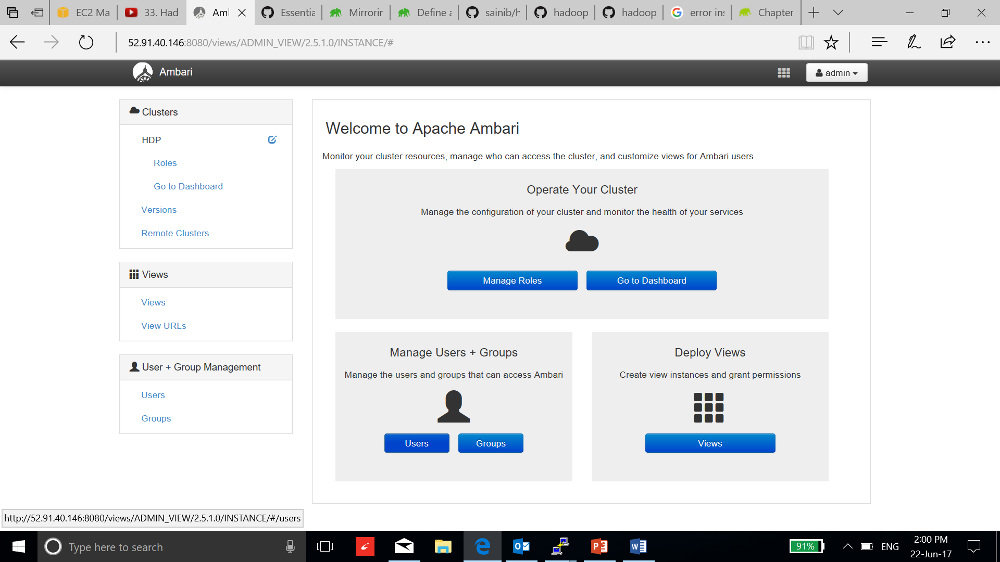 EC2 Ma
33. Had
Aml
Essentia
Mirrorir
Define a
sainib/h
hadoop
hadoop
error ins
Chapter
52.91.40.146:8080/views/ADMIN_VIEW/2.5.1.0/INSTANCE/#
Ambari
admin
Clusters
HDP
Roles
Go to Dashboard
Versions
Remote Clusters
Views
Views
View URLs
User + Group Management
Users
Groups
Welcome to Apache Ambari
Monitor your cluster resources, manage who can access the cluster, and customize views for Ambari users.
Operate Your Cluster
Manage the configuration of your cluster and monitor the health of your services
Manage Roles
Go to Dashboard
Manage Users + Groups
Manage the users and groups that can access Ambari
Users
Groups
Deploy Views
Create view instances and grant permissions
Views
http://52.91.40.146:8080/views/ADMIN_VIEW/2.5.1.0/INSTANCE/#/users
Type here to search
91%
ENG
2:00 PM
22-Jun-17